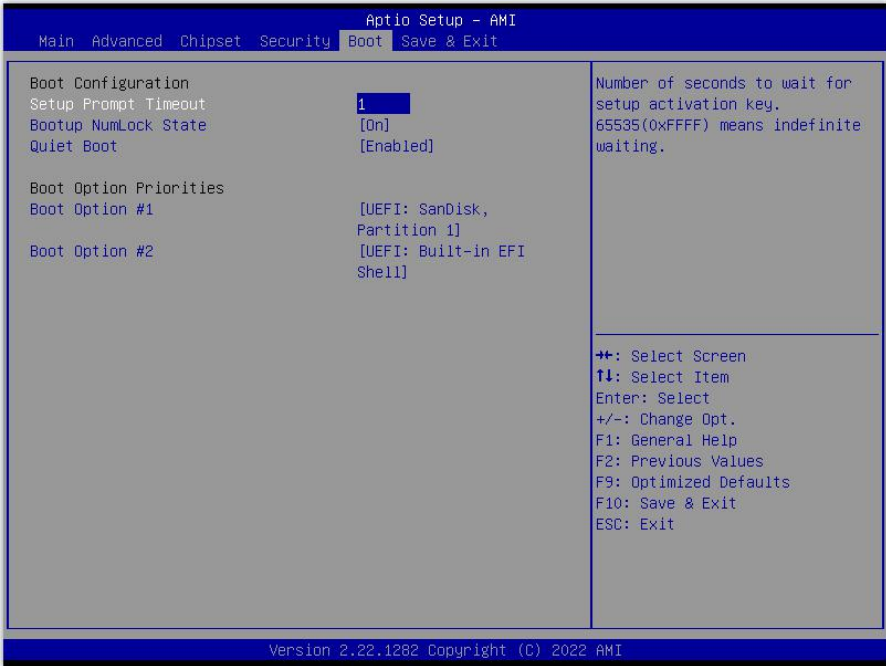 Aptio Setup – AMI
Main Advanced Chipset Security Boot Save & Exit
Boot Configuration
Setup Prompt Timeout 1
Bootup NumLock State [On]
Quiet Boot [Enabled]
Boot Option Priorities
Boot Option #1 [UEFI: SanDisk,
Partition 1]
Boot Option #2 [UEFI: Built-in EFI
Shell]
Number of seconds to wait for
setup activation key.
65535(0xFFFF) means indefinite
waiting.
→←: Select Screen
↑↓: Select Item
Enter: Select
+/-: Change Opt.
F1: General Help
F2: Previous Values
F9: Optimized Defaults
F10: Save & Exit
ESC: Exit
Version 2.22.1282 Copyright (C) 2022 AMI